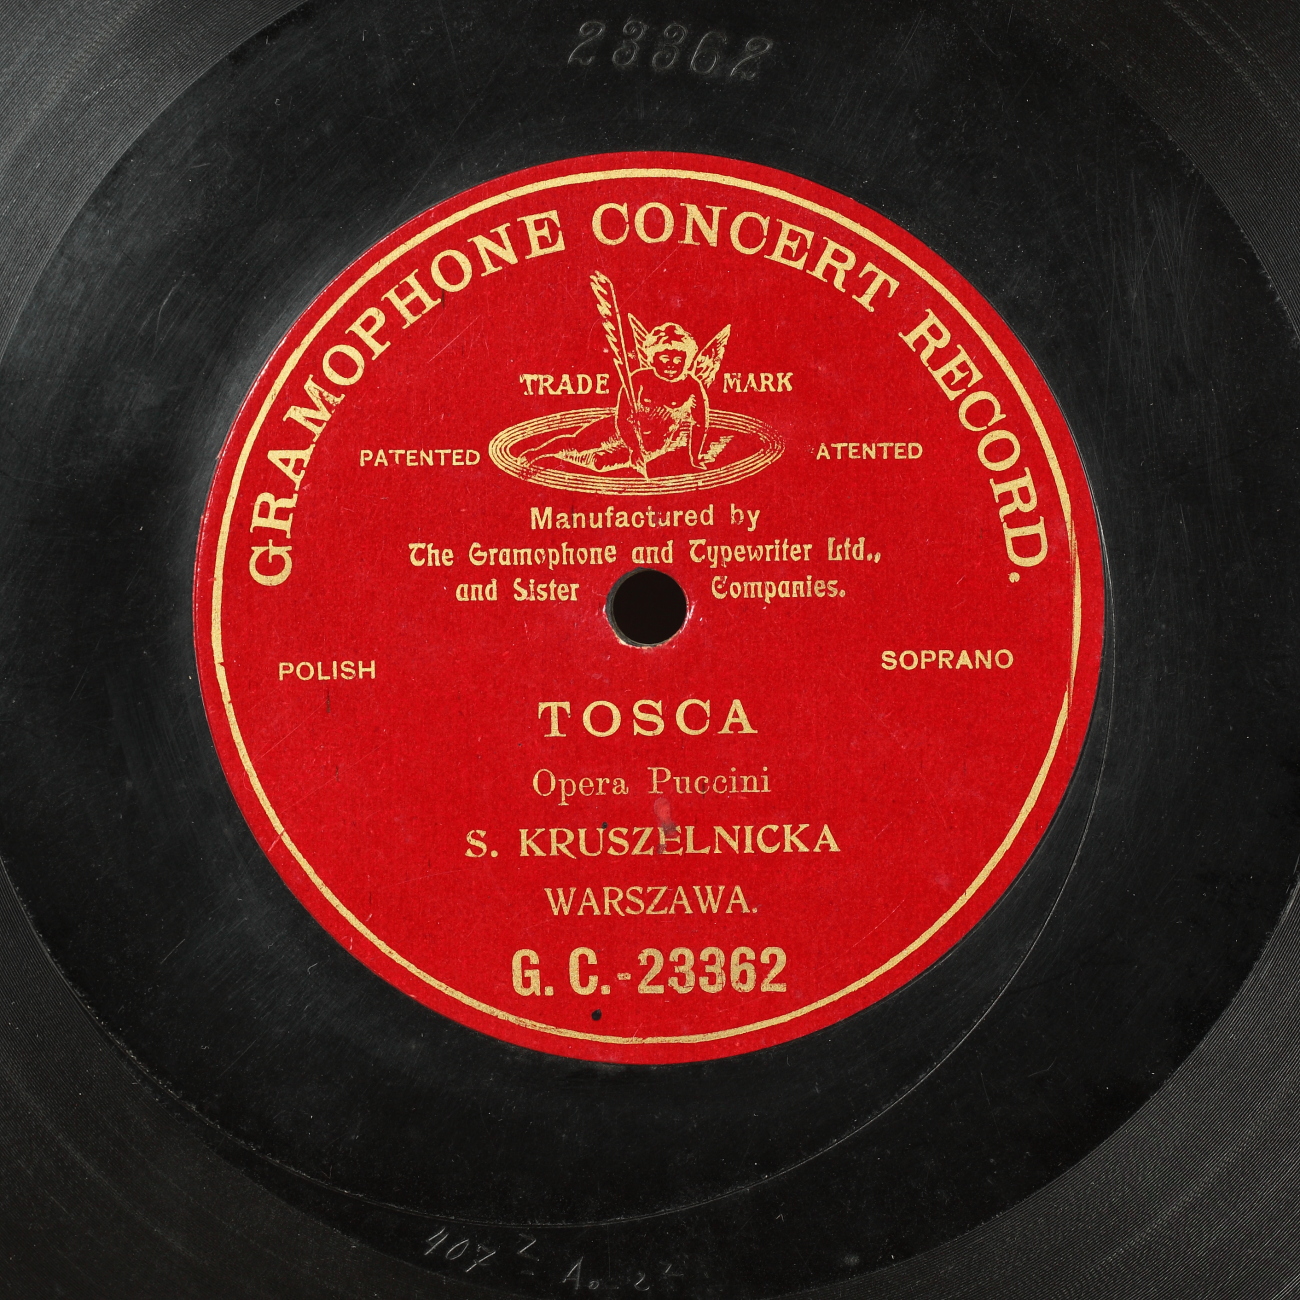 23362
GRAMOPHONE CONCERT RECORD.
TRADE MARK
PATENTED ATENTED
Manufactured by
The Gramophone and Typewriter Ltd.,
and Sister Companies.
POLISH SOPRANO
TOSCA
Opera Puccini
S. KRUSZELNICKA
WARSZAWA.
G. C.-23362